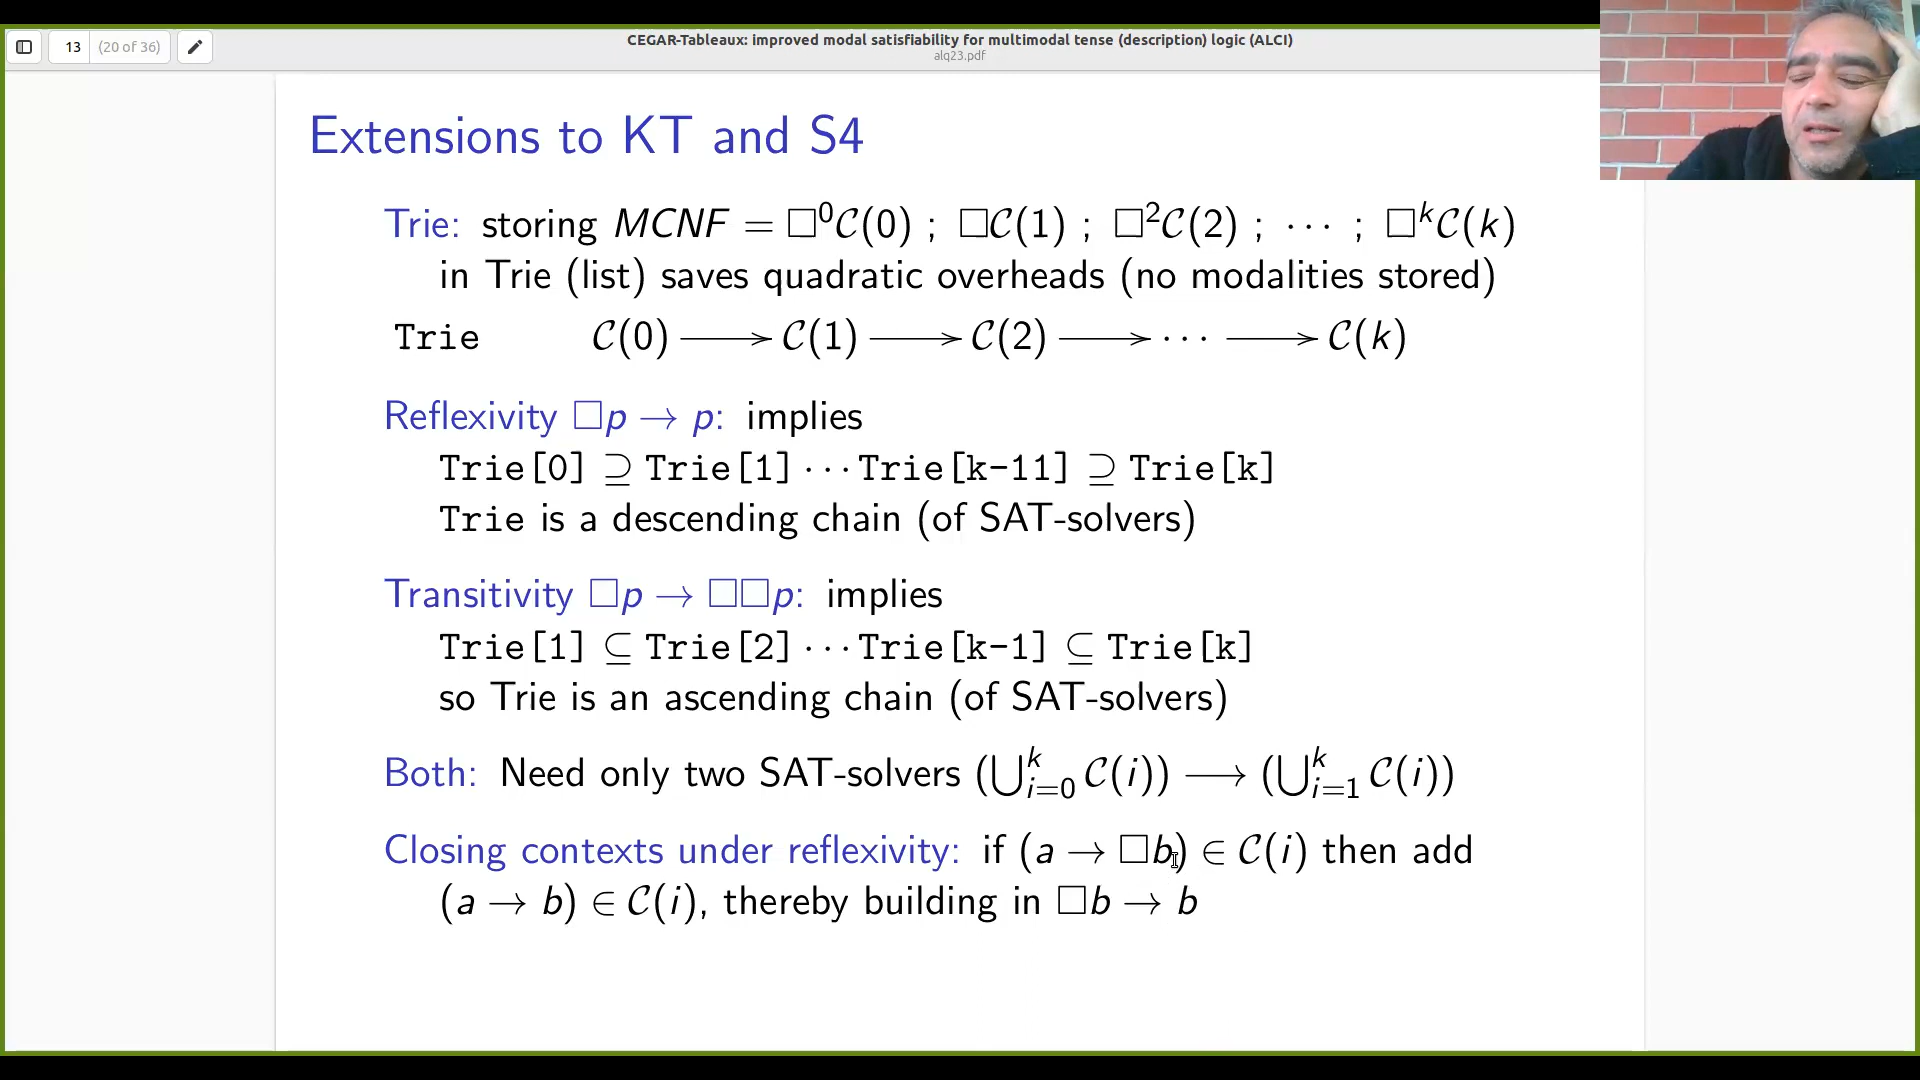 13 (20 of 36)
CEGAR-Tableaux: improved modal satisfiability for multimodal tense (description) logic (ALCI)
alq23.pdf
Extensions to KT and S4
Trie: storing MCNF = □⁰𝒞(0) ; □𝒞(1) ; □²𝒞(2) ; ⋯ ; □ᵏ𝒞(k)
in Trie (list) saves quadratic overheads (no modalities stored)
Trie 𝒞(0) ⟶ 𝒞(1) ⟶ 𝒞(2) ⟶ ⋯ ⟶ 𝒞(k)
Reflexivity □p → p: implies
Trie[0] ⊇ Trie[1] ⋯ Trie[k-11] ⊇ Trie[k]
Trie is a descending chain (of SAT-solvers)
Transitivity □p → □□p: implies
Trie[1] ⊆ Trie[2] ⋯ Trie[k-1] ⊆ Trie[k]
so Trie is an ascending chain (of SAT-solvers)
Both: Need only two SAT-solvers (⋃ᵏᵢ₌₀ 𝒞(i)) ⟶ (⋃ᵏᵢ₌₁ 𝒞(i))
Closing contexts under reflexivity: if (a → □b) ∈ 𝒞(i) then add
(a → b) ∈ 𝒞(i), thereby building in □b → b